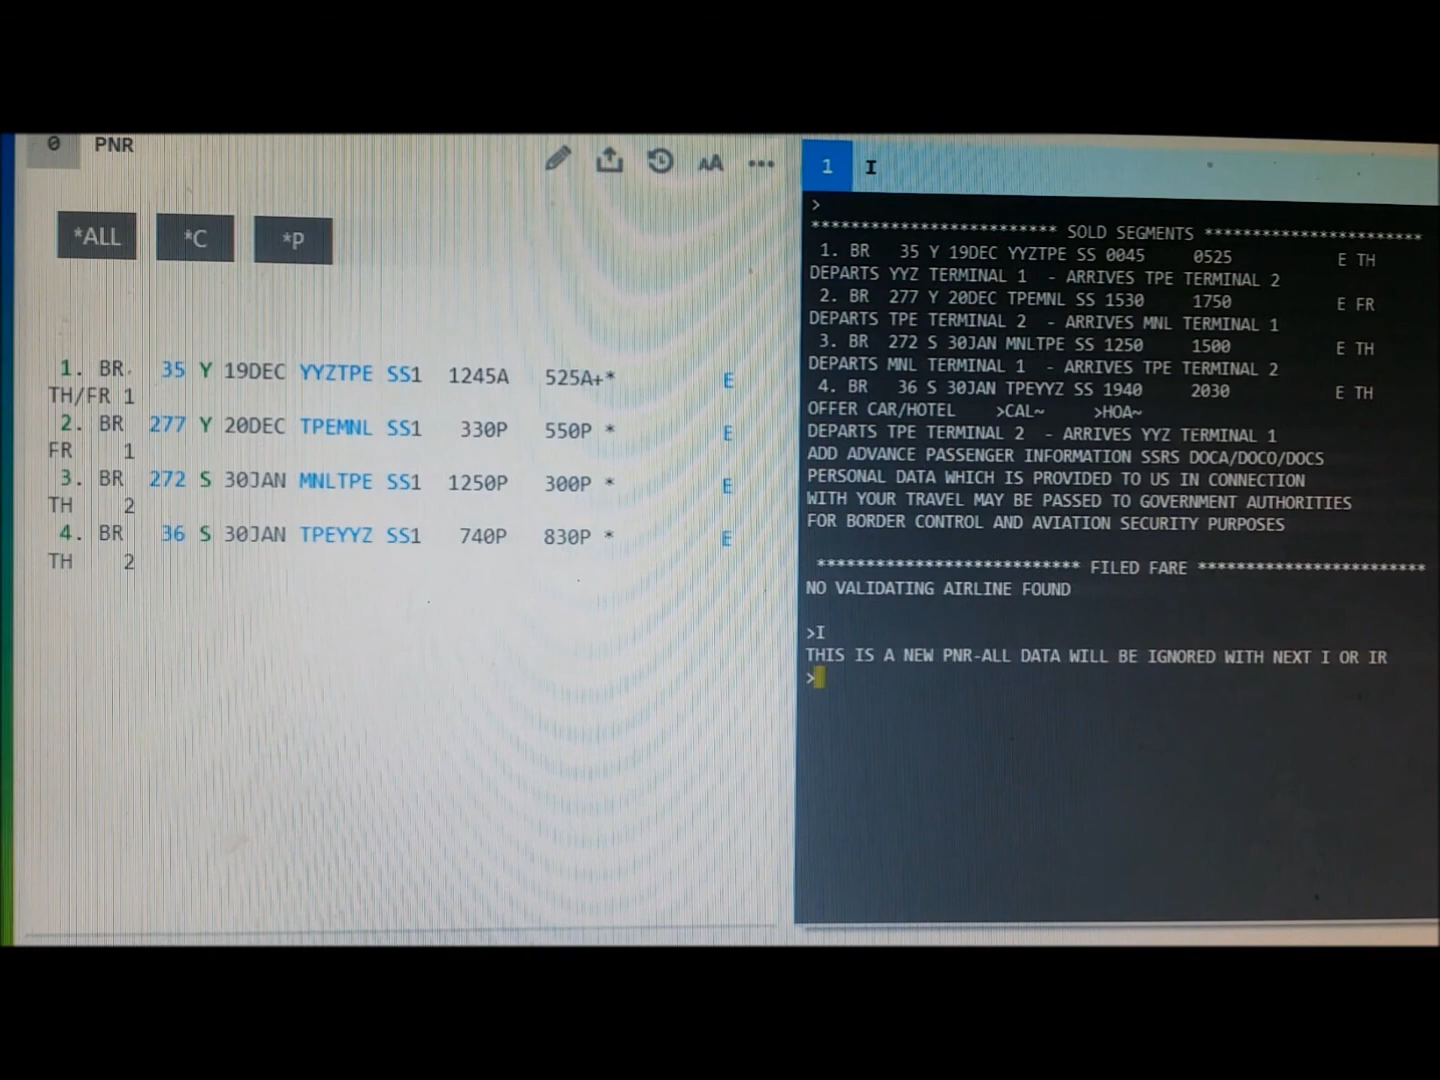 0 PNR
*ALL *C *P
1. BR 35 Y 19DEC YYZTPE SS1 1245A 525A+* E
TH/FR 1
2. BR 277 Y 20DEC TPEMNL SS1 330P 550P * E
FR 1
3. BR 272 S 30JAN MNLTPE SS1 1250P 300P * E
TH 2
4. BR 36 S 30JAN TPEYYZ SS1 740P 830P * E
TH 2
1 I
>
************************* SOLD SEGMENTS **********************
1. BR 35 Y 19DEC YYZTPE SS 0045 0525 E TH
DEPARTS YYZ TERMINAL 1 - ARRIVES TPE TERMINAL 2
2. BR 277 Y 20DEC TPEMNL SS 1530 1750 E FR
DEPARTS TPE TERMINAL 2 - ARRIVES MNL TERMINAL 1
3. BR 272 S 30JAN MNLTPE SS 1250 1500 E TH
DEPARTS MNL TERMINAL 1 - ARRIVES TPE TERMINAL 2
4. BR 36 S 30JAN TPEYYZ SS 1940 2030 E TH
OFFER CAR/HOTEL >CAL~ >HOA~
DEPARTS TPE TERMINAL 2 - ARRIVES YYZ TERMINAL 1
ADD ADVANCE PASSENGER INFORMATION SSRS DOCA/DOCO/DOCS
PERSONAL DATA WHICH IS PROVIDED TO US IN CONNECTION
WITH YOUR TRAVEL MAY BE PASSED TO GOVERNMENT AUTHORITIES
FOR BORDER CONTROL AND AVIATION SECURITY PURPOSES
*************************** FILED FARE ***********************
NO VALIDATING AIRLINE FOUND
>I
THIS IS A NEW PNR-ALL DATA WILL BE IGNORED WITH NEXT I OR IR
>